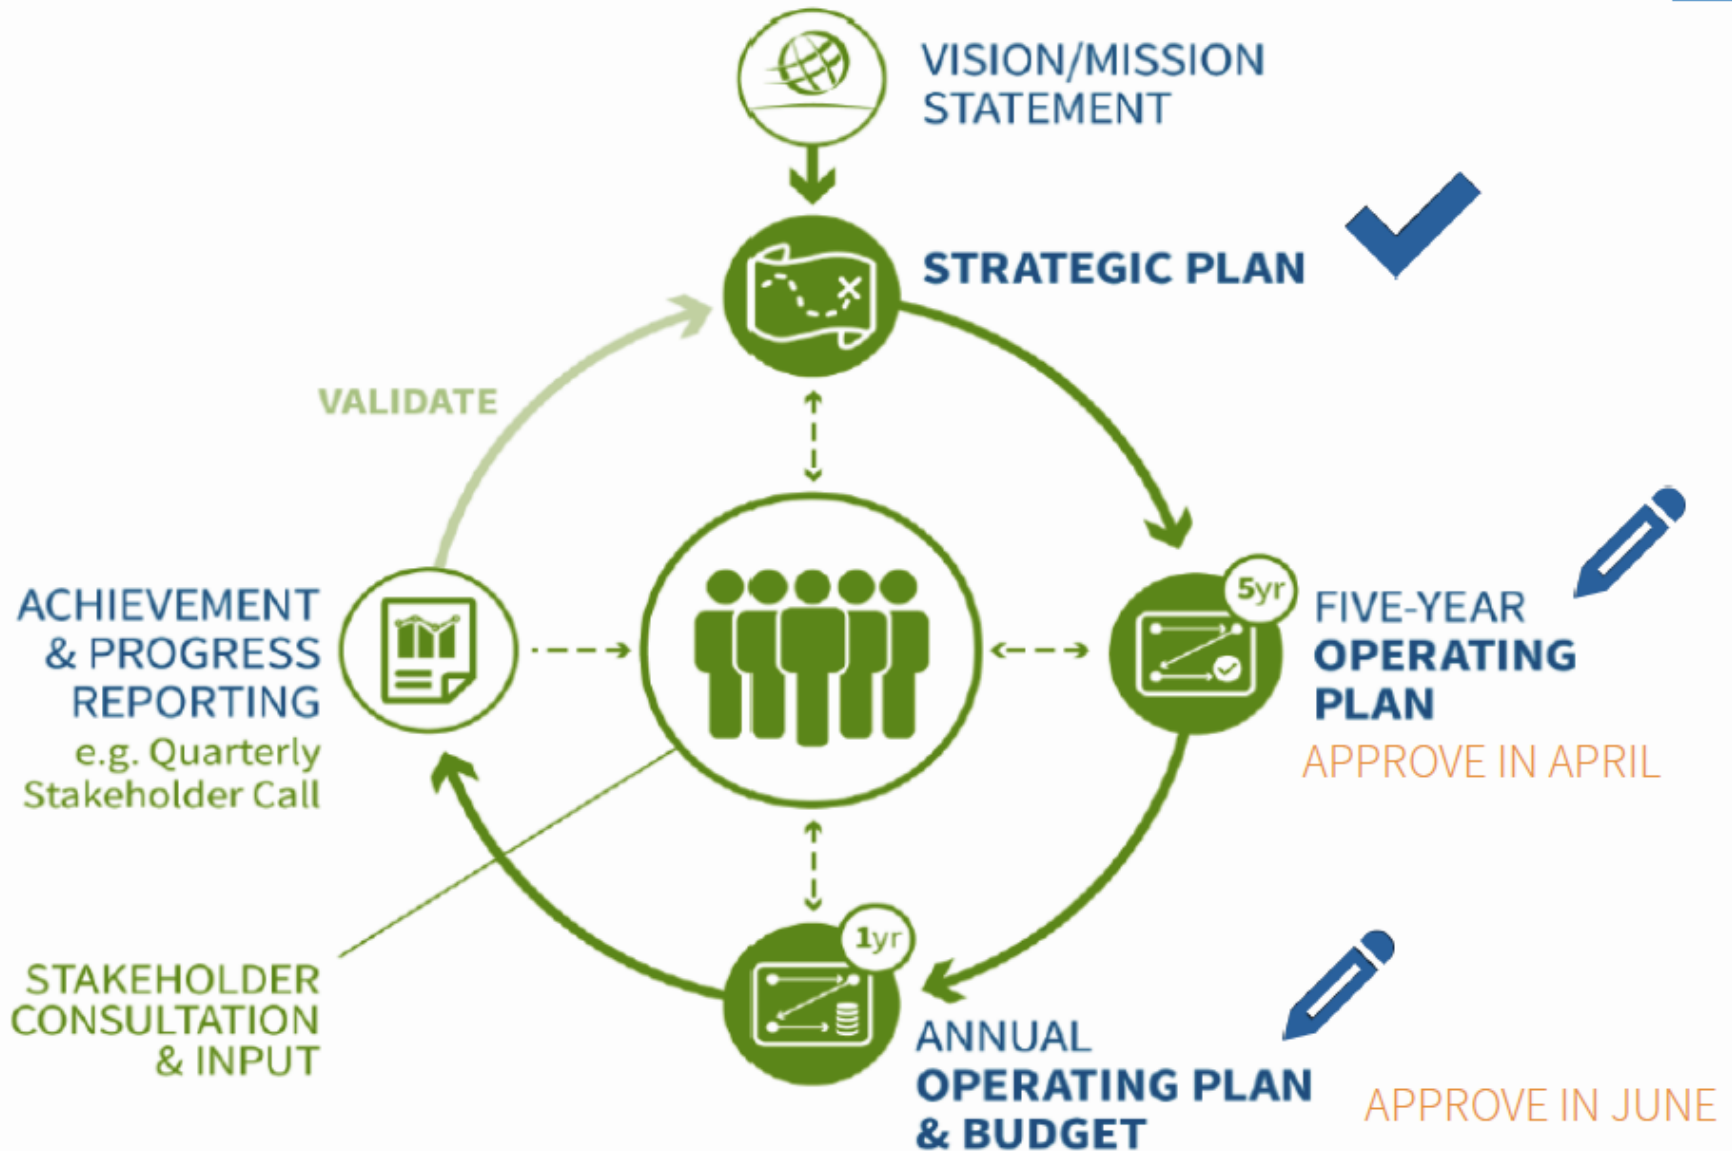 VISION/MISSION
STATEMENT
STRATEGIC PLAN
VALIDATE
5yr
FIVE-YEAR
OPERATING
PLAN
APPROVE IN APRIL
ACHIEVEMENT
& PROGRESS
REPORTING
e.g. Quarterly
Stakeholder Call
STAKEHOLDER
CONSULTATION
& INPUT
1yr
ANNUAL
OPERATING PLAN
& BUDGET
APPROVE IN JUNE